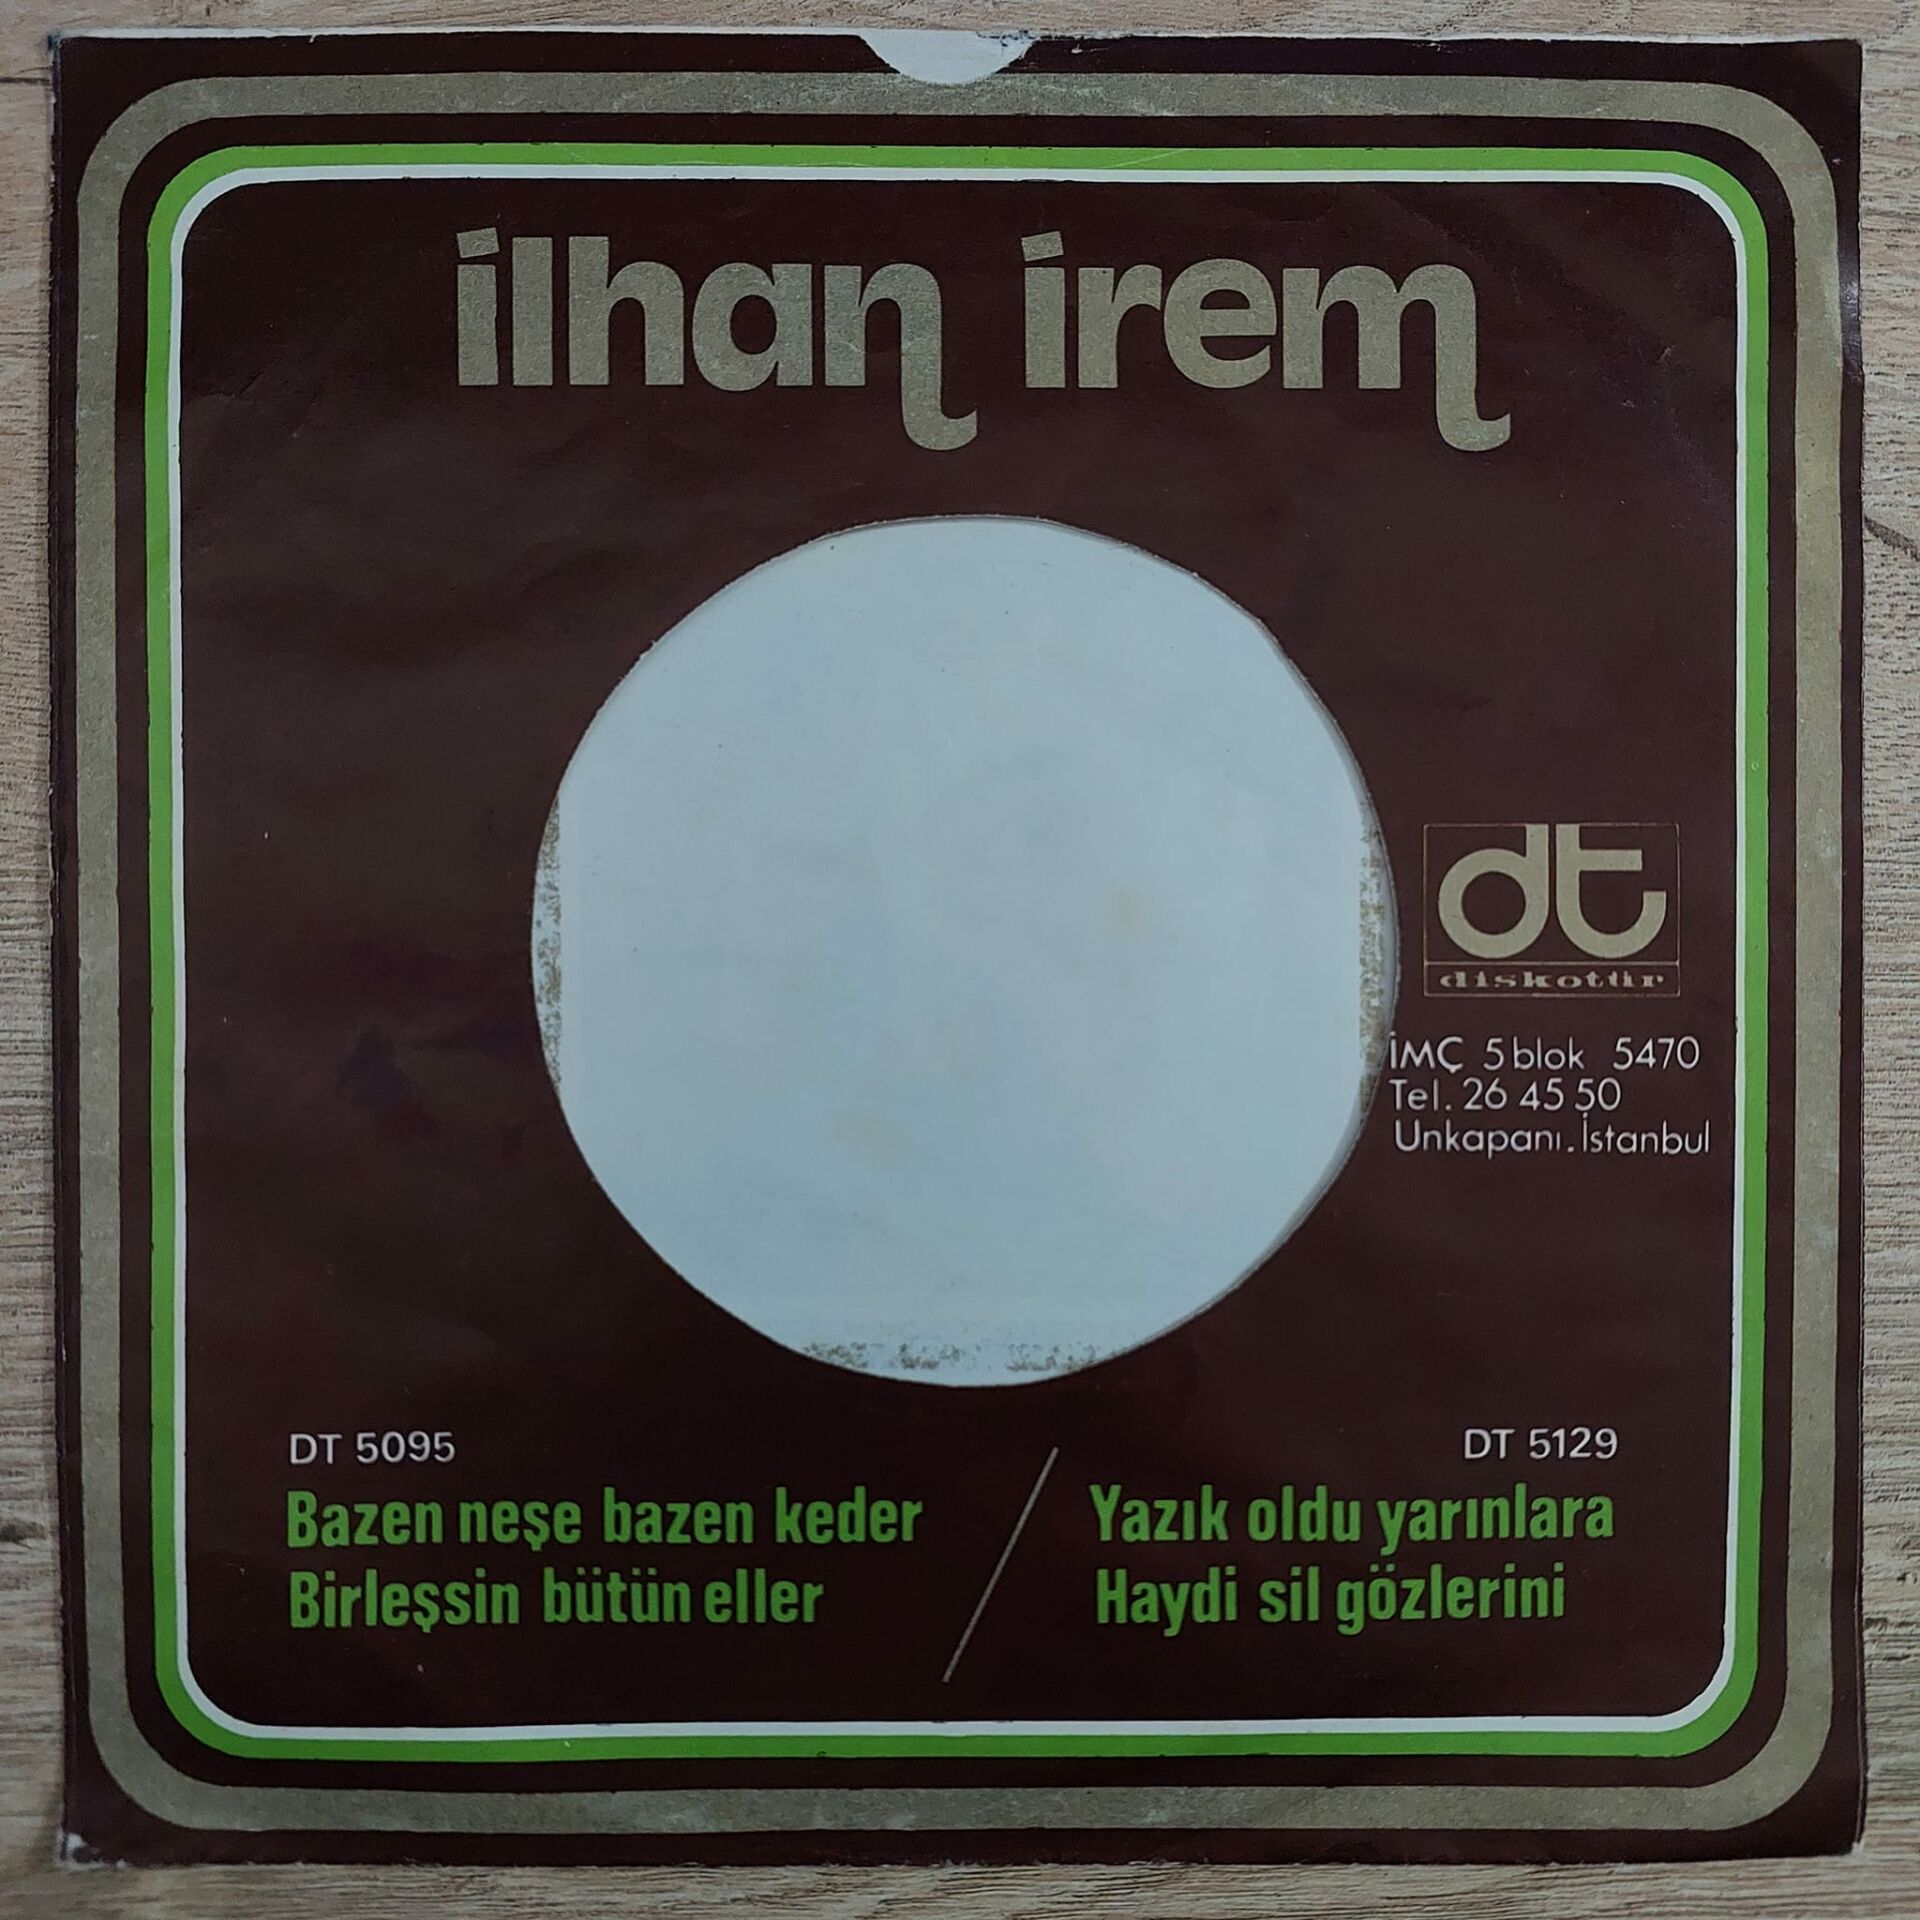 ilhan irem
dt
diskotür
İMÇ 5 blok 5470
Tel. 26 45 50
Unkapanı. İstanbul
DT 5095
Bazen neşe bazen keder
Birleşsin bütün eller
/
DT 5129
Yazık oldu yarınlara
Haydi sil gözlerini